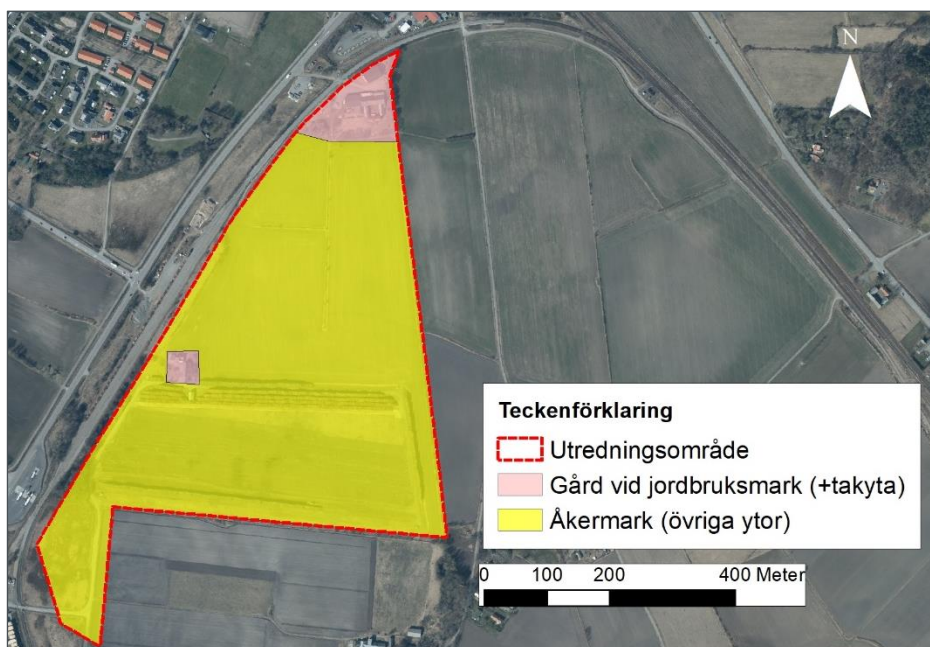 N
Teckenförklaring
Utredningsområde
Gård vid jordbruksmark (+takyta)
Åkermark (övriga ytor)
0 100 200 400 Meter